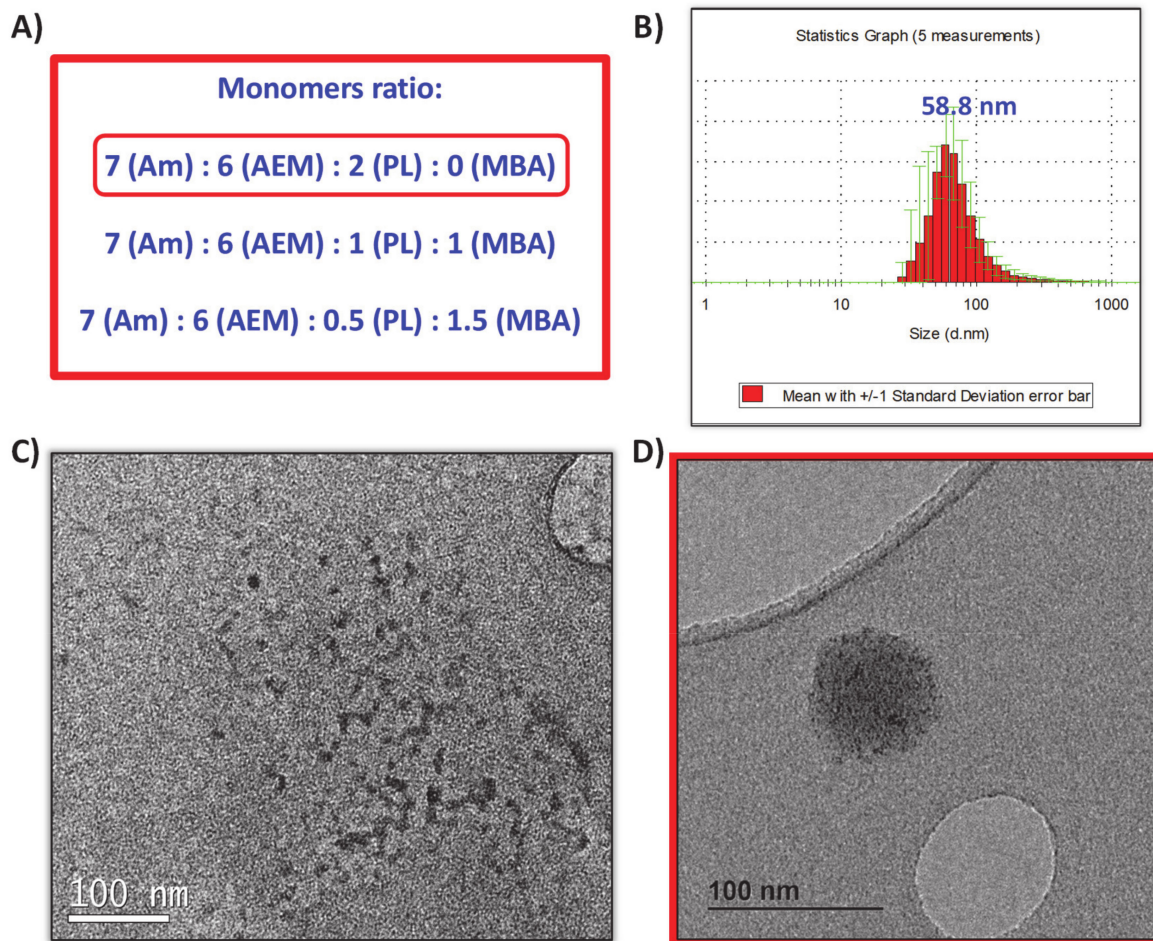 A)
Monomers ratio:
7 (Am) : 6 (AEM) : 2 (PL) : 0 (MBA)
7 (Am) : 6 (AEM) : 1 (PL) : 1 (MBA)
7 (Am) : 6 (AEM) : 0.5 (PL) : 1.5 (MBA)
B)
Statistics Graph (5 measurements)
58.8 nm
1 10 100 1000
Size (d.nm)
Mean with +/-1 Standard Deviation error bar
C)
100 nm
D)
100 nm